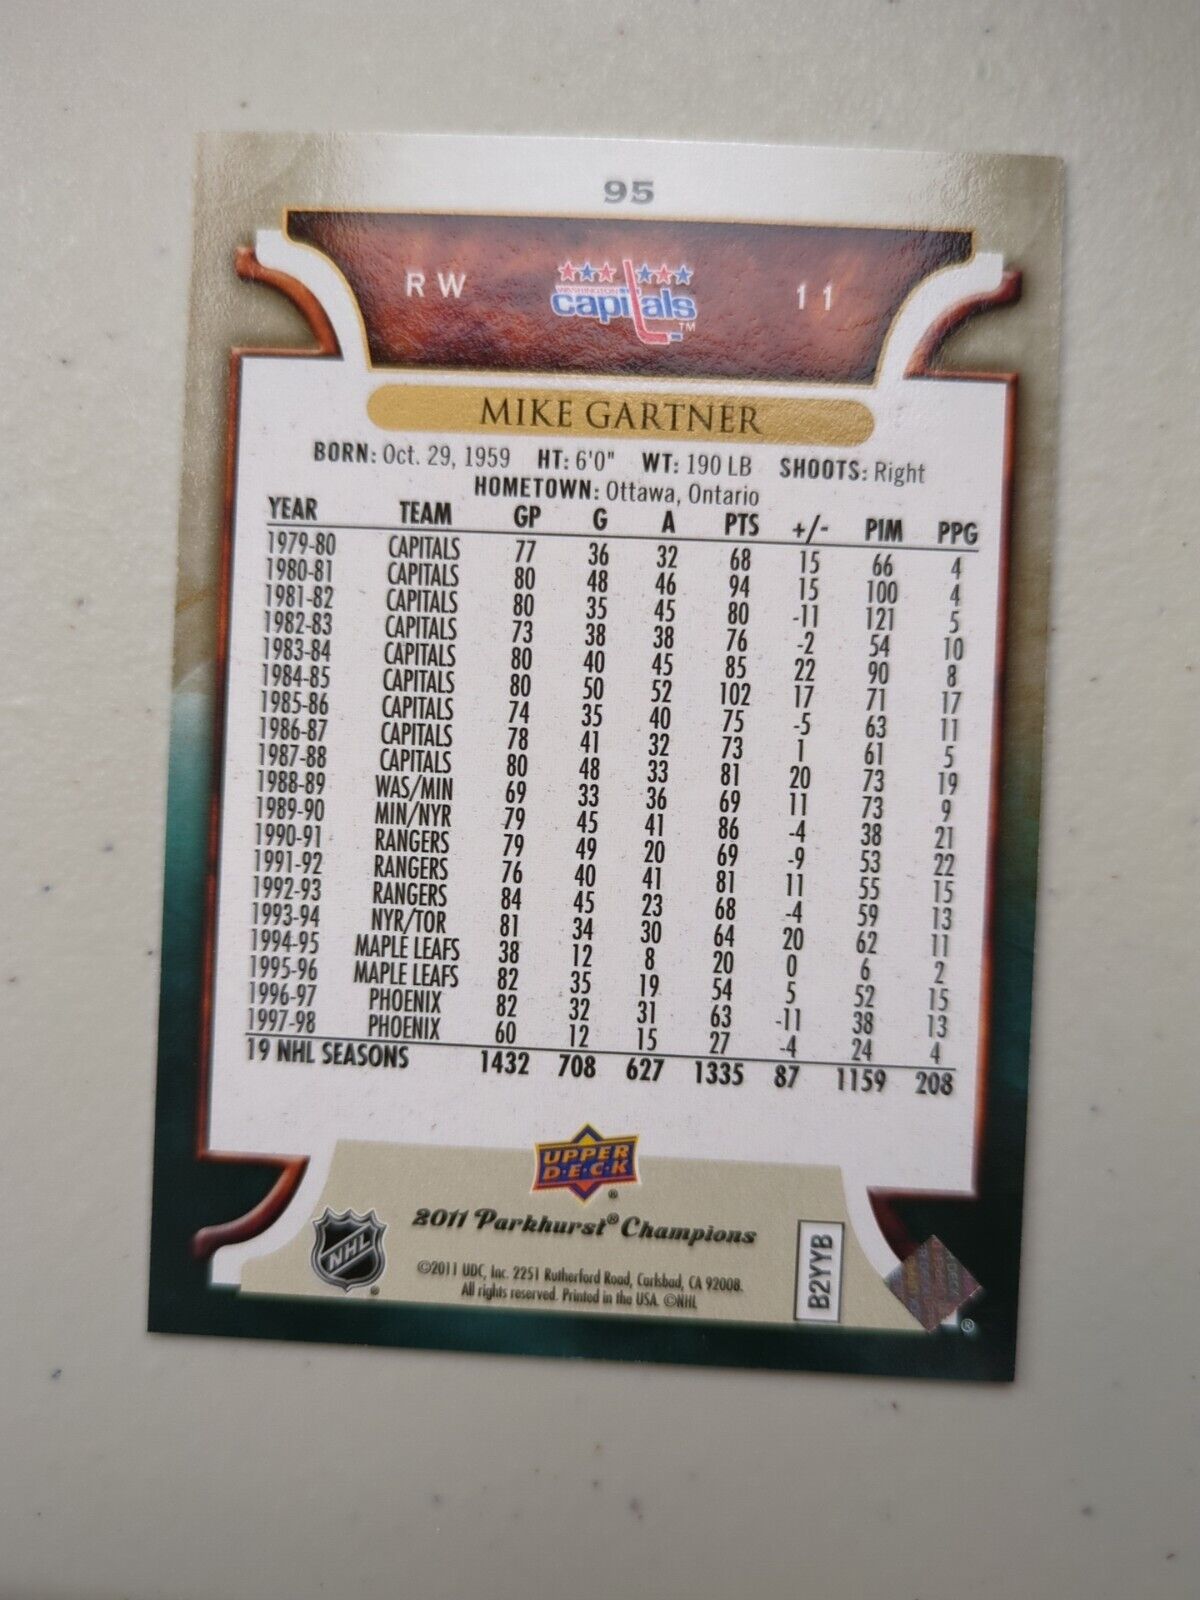 95
RW WASHINGTON capitals TM 11
MIKE GARTNER
BORN: Oct. 29, 1959 HT: 6'0" WT: 190 LB SHOOTS: Right
HOMETOWN: Ottawa, Ontario
YEAR TEAM GP G A PTS +/- PIM PPG
1979-80 CAPITALS 77 36 32 68 15 66 4
1980-81 CAPITALS 80 48 46 94 15 100 4
1981-82 CAPITALS 80 35 45 80 -11 121 5
1982-83 CAPITALS 73 38 38 76 -2 54 10
1983-84 CAPITALS 80 40 45 85 22 90 8
1984-85 CAPITALS 80 50 52 102 17 71 17
1985-86 CAPITALS 74 35 40 75 -5 63 11
1986-87 CAPITALS 78 41 32 73 1 61 5
1987-88 CAPITALS 80 48 33 81 20 73 19
1988-89 WAS/MIN 69 33 36 69 11 73 9
1989-90 MIN/NYR 79 45 41 86 -4 38 21
1990-91 RANGERS 79 49 20 69 -9 53 22
1991-92 RANGERS 76 40 41 81 11 55 15
1992-93 RANGERS 84 45 23 68 -4 59 13
1993-94 NYR/TOR 81 34 30 64 20 62 11
1994-95 MAPLE LEAFS 38 12 8 20 0 6 2
1995-96 MAPLE LEAFS 82 35 19 54 5 52 15
1996-97 PHOENIX 82 32 31 63 -11 38 13
1997-98 PHOENIX 60 12 15 27 -4 24 4
19 NHL SEASONS 1432 708 627 1335 87 1159 208
UPPER
D·E·C·K
®
2011 Parkhurst® Champions
NHL ®
©2011 UDC, Inc. 2251 Rutherford Road, Carlsbad, CA 92008.
All rights reserved. Printed in the USA. ©NHL
B2YYB
®